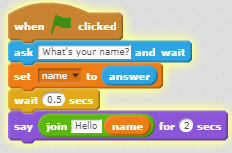 when clicked
ask What's your name? and wait
set name to answer
wait 0.5 secs
say join Hello name for 2 secs